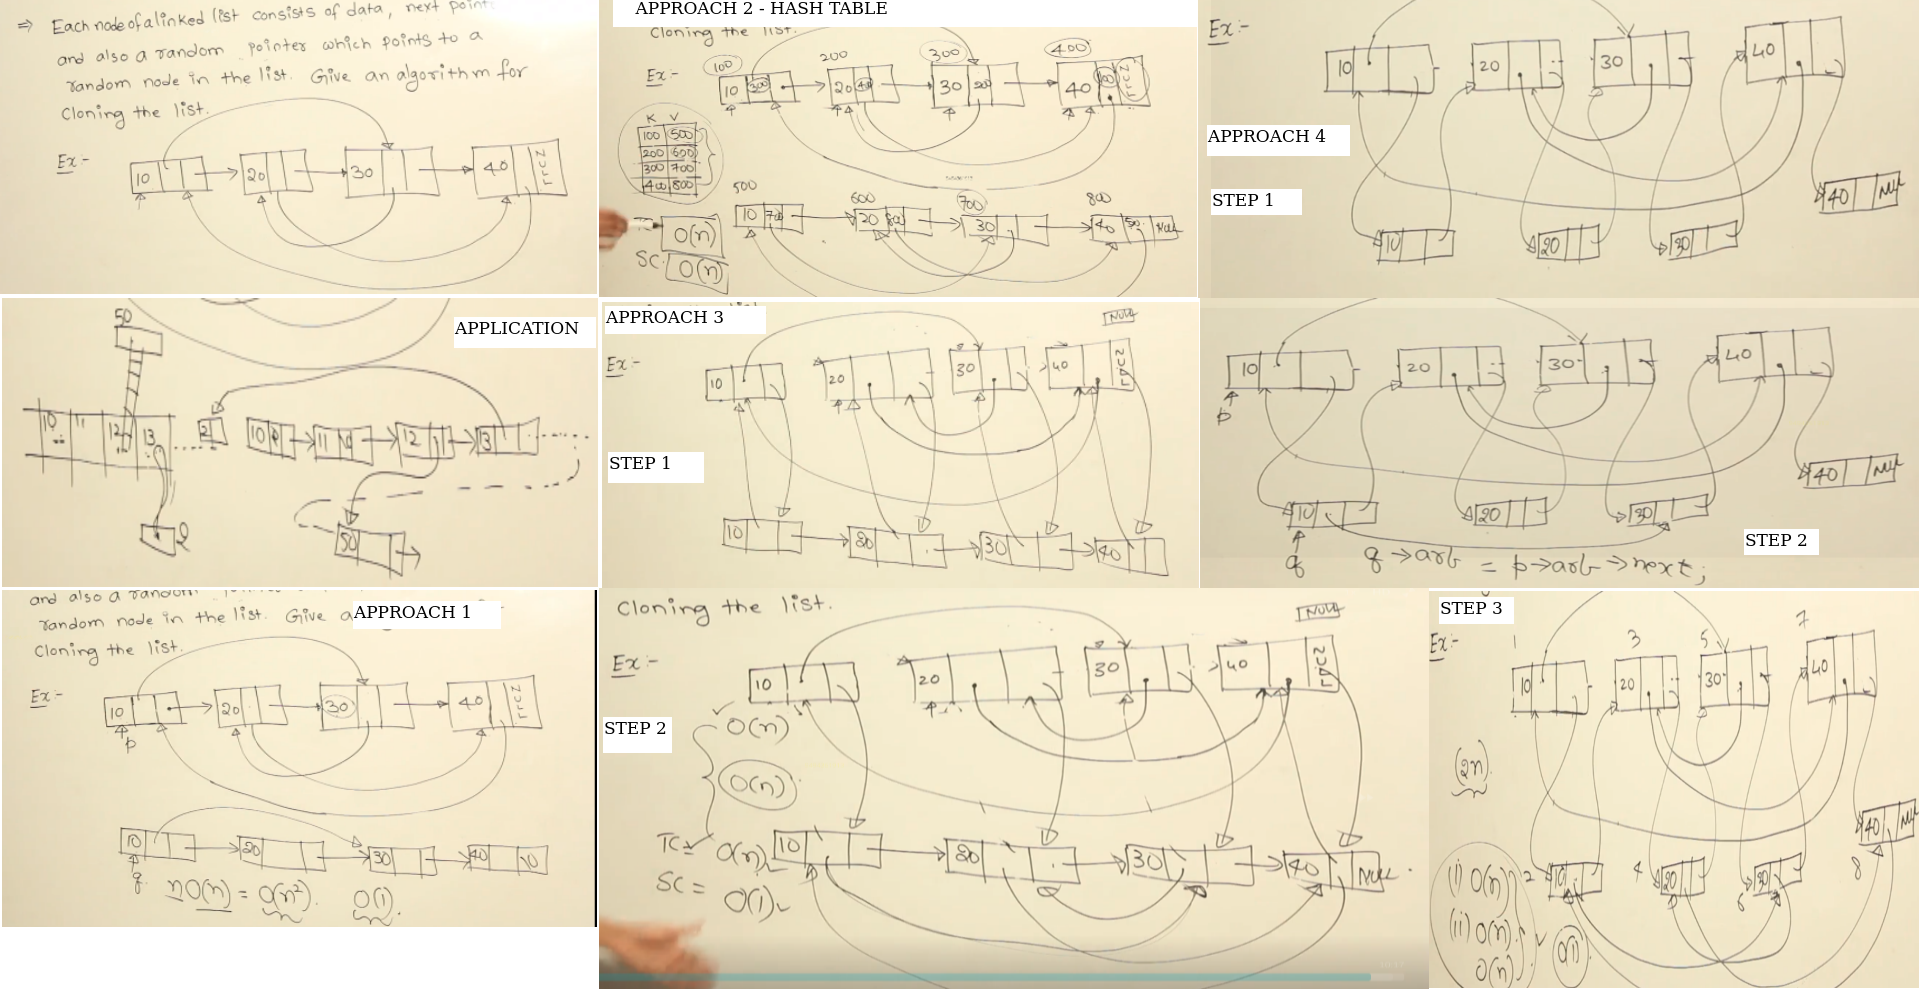 ⇒ Each node of a linked list consists of data, next point
and also a random pointer which points to a
random node in the list. Give an algorithm for
Cloning the list.
Ex:-
10 20 30 40 NULL
APPROACH 2 - HASH TABLE
Cloning the list.
Ex:-
100 200 300 400
10 300 20 400 30 200 40 100 NULL
K V
100 500
200 600
300 700
400 800
500 600 700 800
10 700 20 800 30 40 NULL
O(n)
SC: O(n)
Ex:-
10 20 30 40
APPROACH 4
STEP 1
40 NULL
10 20 30
APPLICATION
50
10 11 12 13
2 10 11 12 13
2
50
APPROACH 3
NULL
Ex:-
10 20 30 40 NULL
STEP 1
10 20 30 40
10 20 30 40
p
40 NULL
10 20 30
STEP 2
q q→arb = p→arb→next;
and also a random
random node in the list. Give a
APPROACH 1
Cloning the list.
Ex:-
10 20 30 40 NULL
p
10 20 30 40
q
n O(n) = O(n²). O(1).
Cloning the list.
NULL
Ex:-
10 20 30 40 NULL
STEP 2
O(n)
O(n)
TC = O(n)
SC = O(1)
10 20 30 40 NULL
STEP 3
Ex:-
1 3 5 7
10 20 30 40
(2n)
40 NULL
2 10 4 20 6 30 8
(i) O(n)
(ii) O(n)
O(n)
O(1)